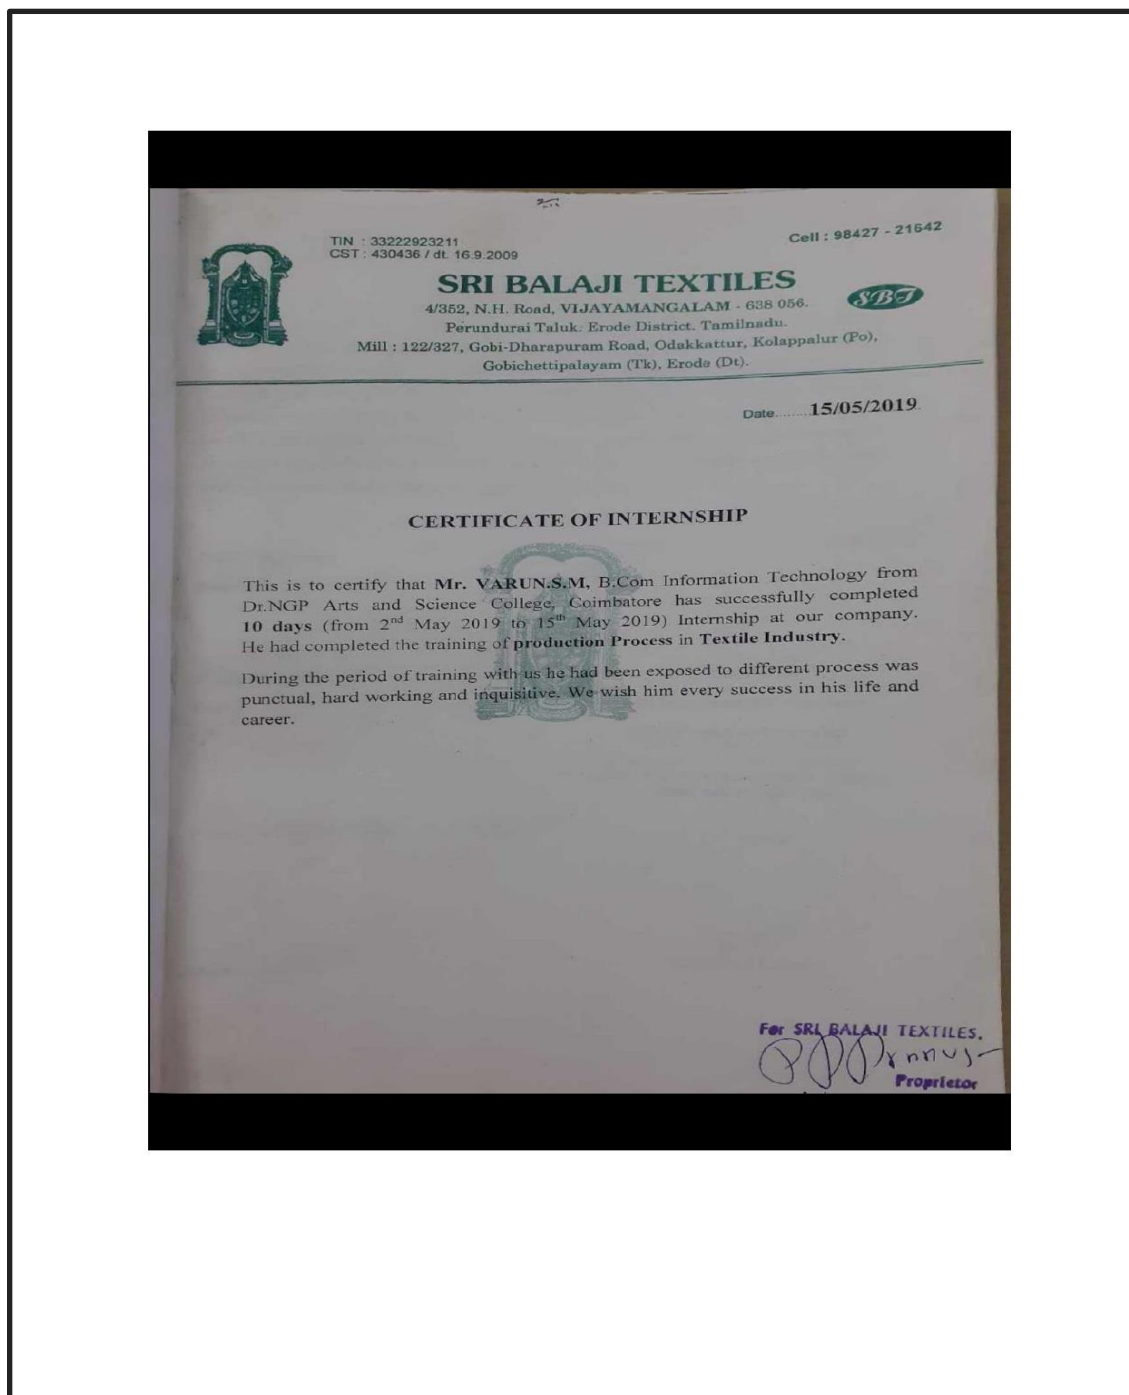 TIN : 33222923211
CST : 430436 / dt. 16.9.2009
Cell : 98427 - 21642
SRI BALAJI TEXTILES
SBT
4/352, N.H. Road, VIJAYAMANGALAM - 638 056.
Perundurai Taluk. Erode District. Tamilnadu.
Mill : 122/327, Gobi-Dharapuram Road, Odakkattur, Kolappalur (Po),
Gobichettipalayam (Tk), Erode (Dt).
Date........15/05/2019.
CERTIFICATE OF INTERNSHIP
This is to certify that Mr. VARUN.S.M, B.Com Information Technology from
Dr.NGP Arts and Science College, Coimbatore has successfully completed
10 days (from 2nd May 2019 to 15th May 2019) Internship at our company.
He had completed the training of production Process in Textile Industry.
During the period of training with us he had been exposed to different process was
punctual, hard working and inquisitive. We wish him every success in his life and
career.
For SRI BALAJI TEXTILES.
Proprietor